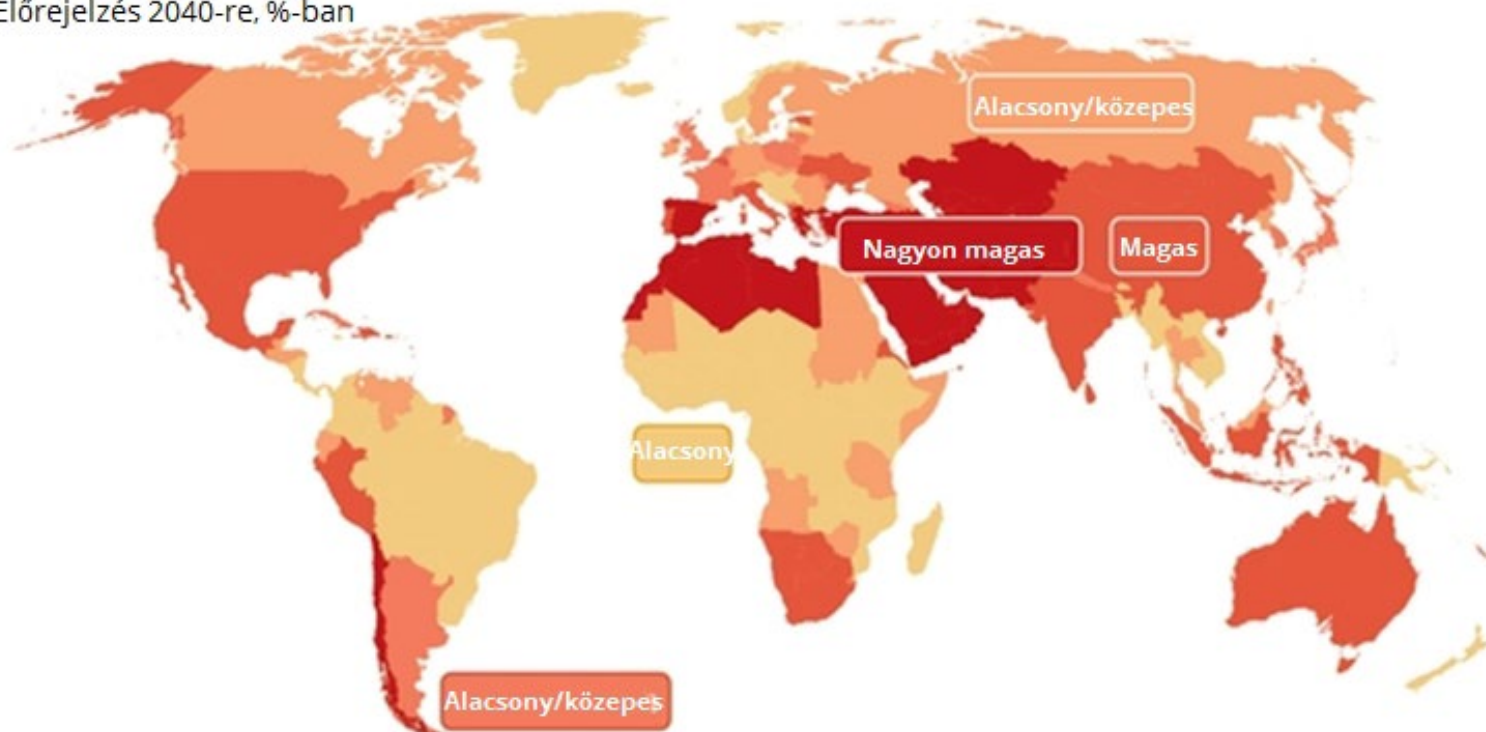 Előrejelzés 2040-re, %-ban
Alacsony/közepes
Nagyon magas
Magas
Alacsony
Alacsony/közepes